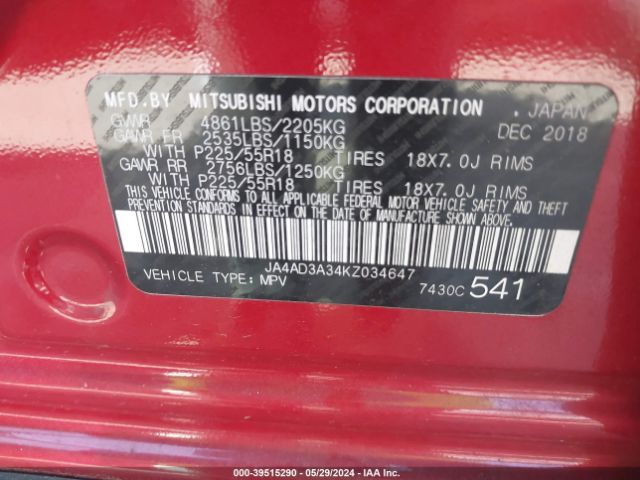 MFD.BY MITSUBISHI MOTORS CORPORATION . JAPAN
GVWR 4861LBS/2205KG DEC 2018
GAWR FR 2535LBS/1150KG
WITH P225/55R18 TIRES 18X7.0J RIMS
GAWR RR 2756LBS/1250KG
WITH P225/55R18 TIRES 18X7.0J RIMS
THIS VEHICLE CONFORMS TO ALL APPLICABLE FEDERAL MOTOR VEHICLE SAFETY AND THEFT
PREVENTION STANDARDS IN EFFECT ON THE DATE OF MANUFACTURE
SHOWN ABOVE.
JA4AD3A34KZ034647
VEHICLE TYPE: MPV 7430C 541
000-39515290 - 05/29/2024 - IAA Inc.